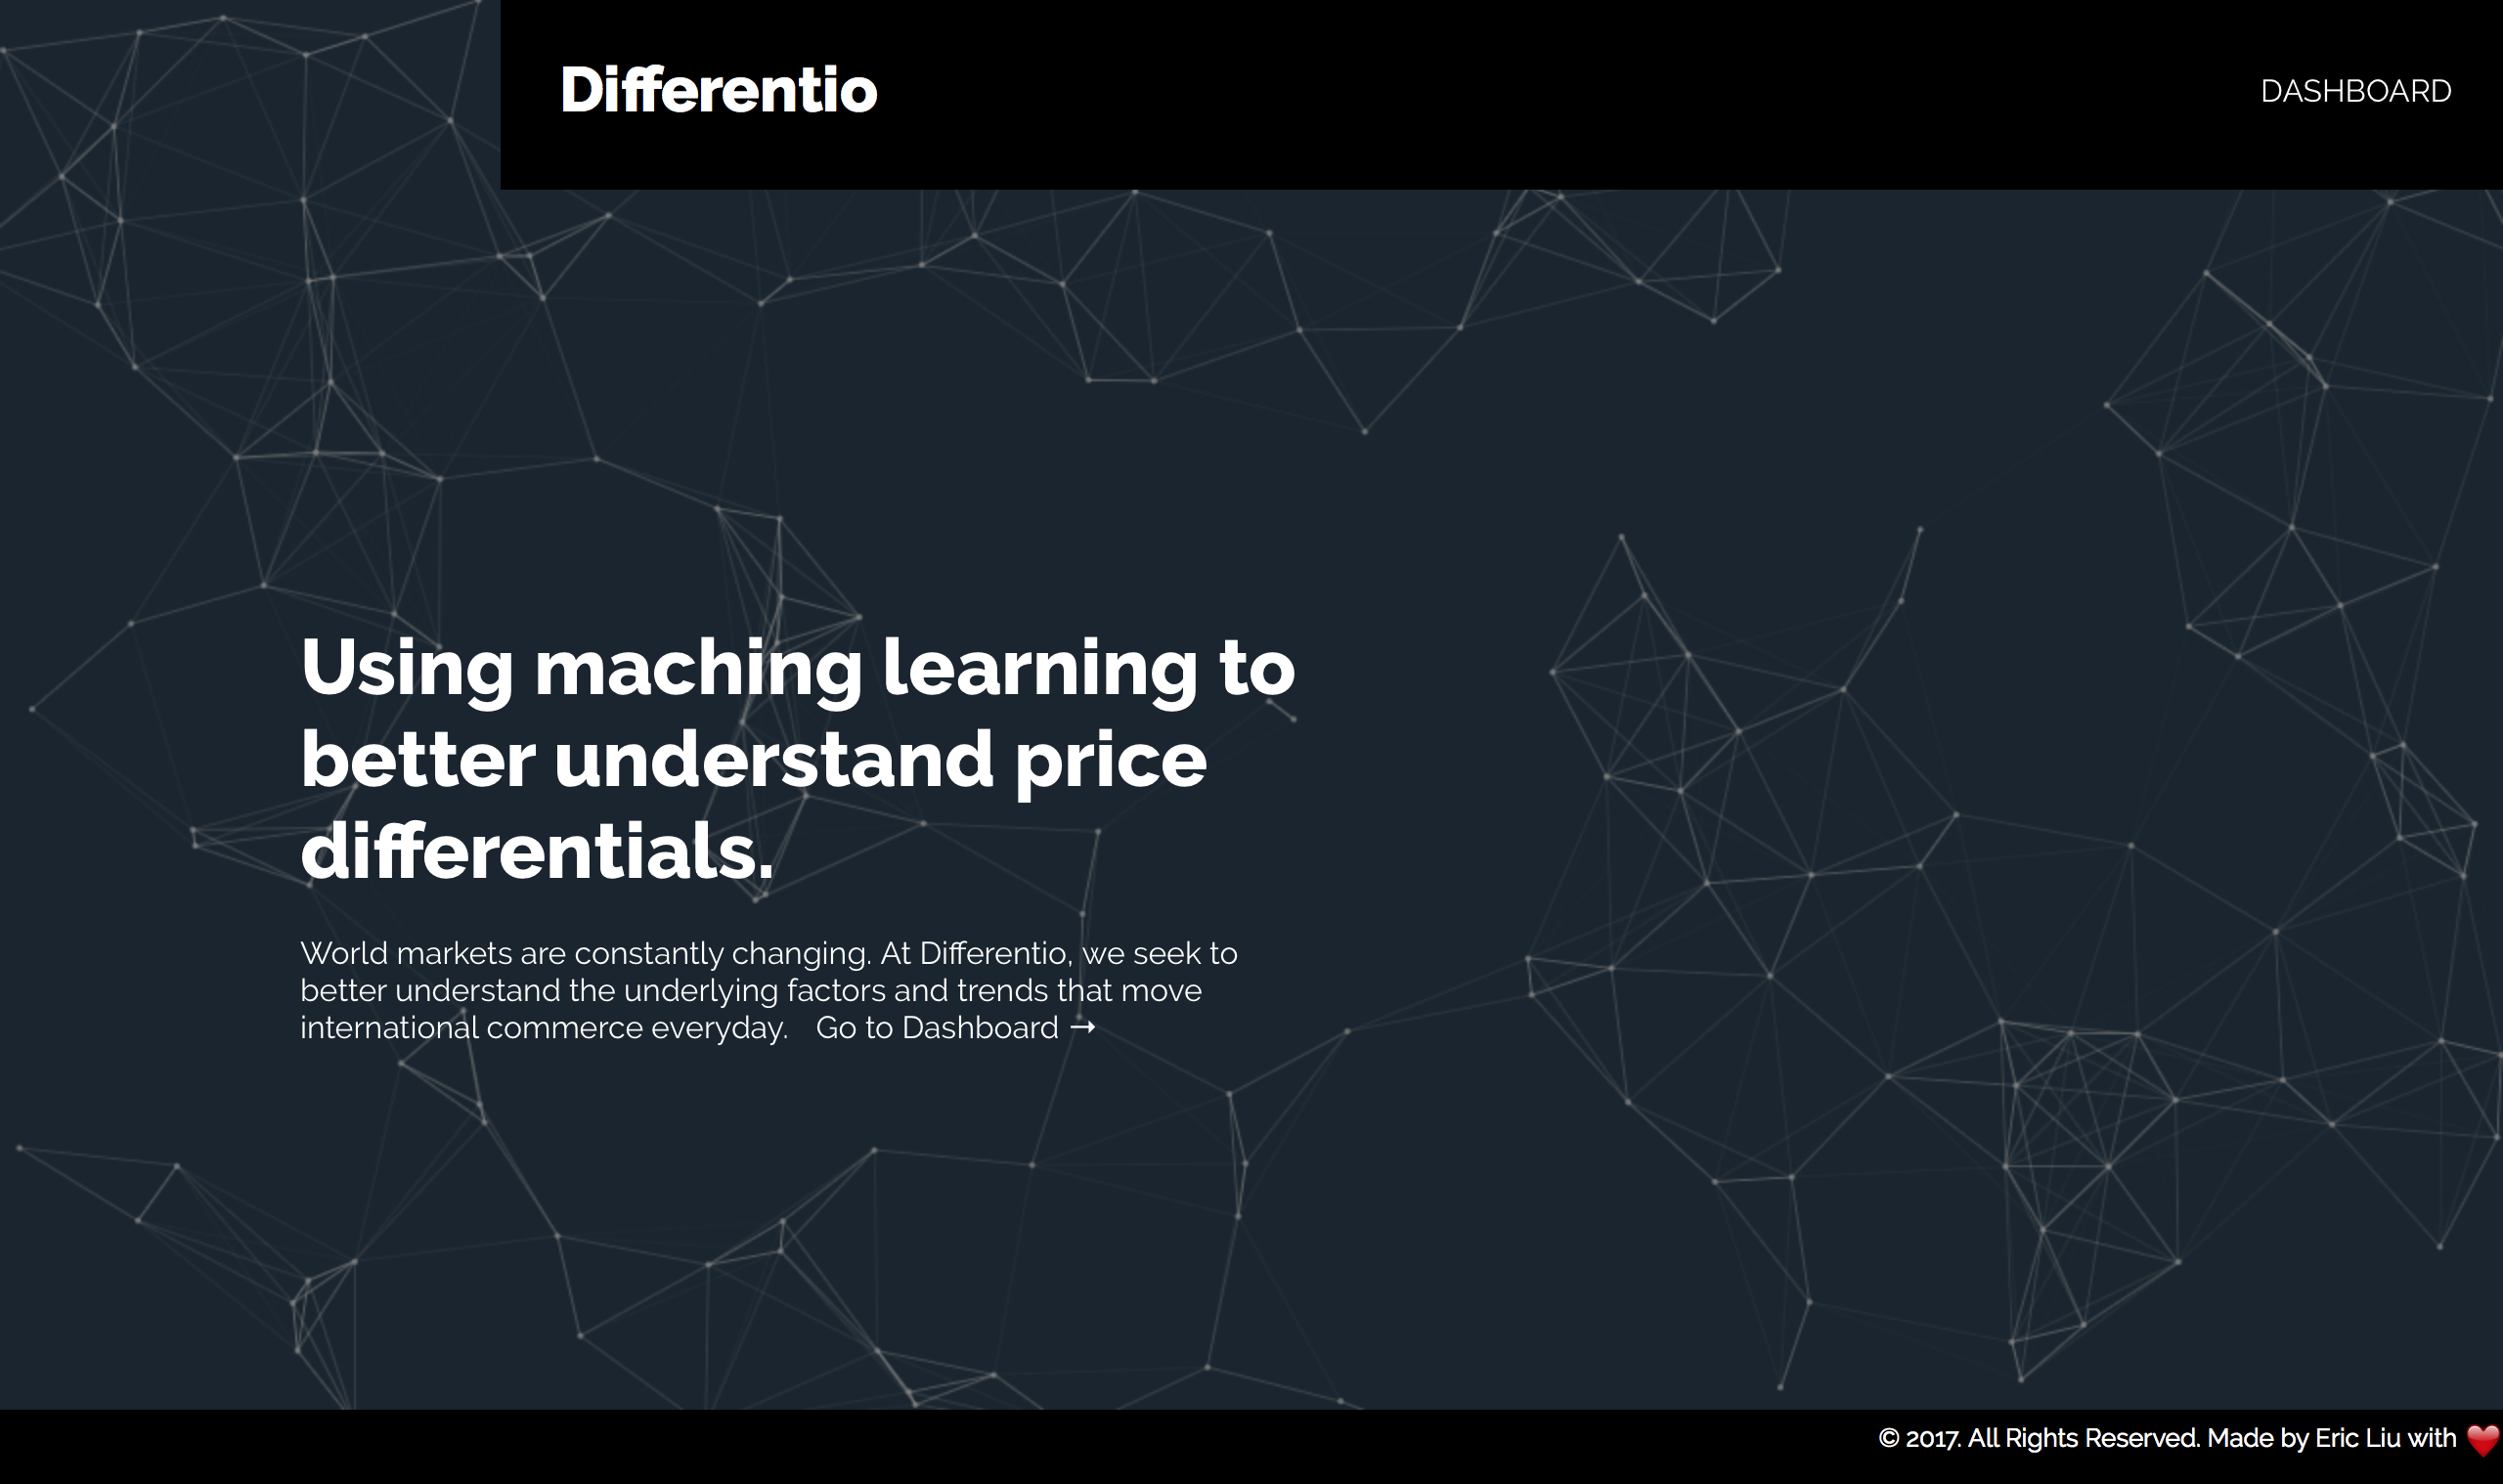 Differentio
DASHBOARD
Using maching learning to
better understand price
differentials.
World markets are constantly changing. At Differentio, we seek to
better understand the underlying factors and trends that move
international commerce everyday. Go to Dashboard →
© 2017. All Rights Reserved. Made by Eric Liu with ❤️